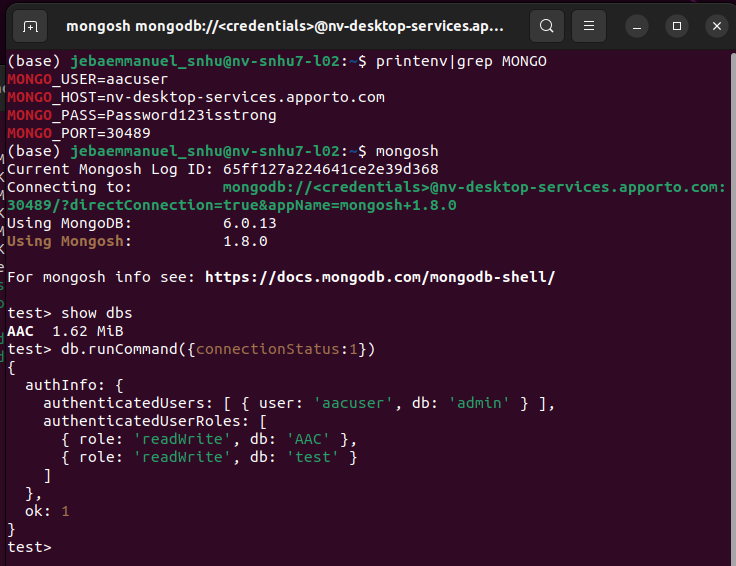 mongosh mongodb://<credentials>@nv-desktop-services.ap...
(base) jebaemmanuel_snhu@nv-snhu7-l02:~$ printenv|grep MONGO
MONGO_USER=aacuser
MONGO_HOST=nv-desktop-services.apporto.com
MONGO_PASS=Password123isstrong
MONGO_PORT=30489
(base) jebaemmanuel_snhu@nv-snhu7-l02:~$ mongosh
Current Mongosh Log ID: 65ff127a224641ce2e39d368
Connecting to:          mongodb://<credentials>@nv-desktop-services.apporto.com:
30489/?directConnection=true&appName=mongosh+1.8.0
Using MongoDB:          6.0.13
Using Mongosh:          1.8.0
For mongosh info see: https://docs.mongodb.com/mongodb-shell/
test> show dbs
AAC  1.62 MiB
test> db.runCommand({connectionStatus:1})
{
  authInfo: {
    authenticatedUsers: [ { user: 'aacuser', db: 'admin' } ],
    authenticatedUserRoles: [
      { role: 'readWrite', db: 'AAC' },
      { role: 'readWrite', db: 'test' }
    ]
  },
  ok: 1
}
test>